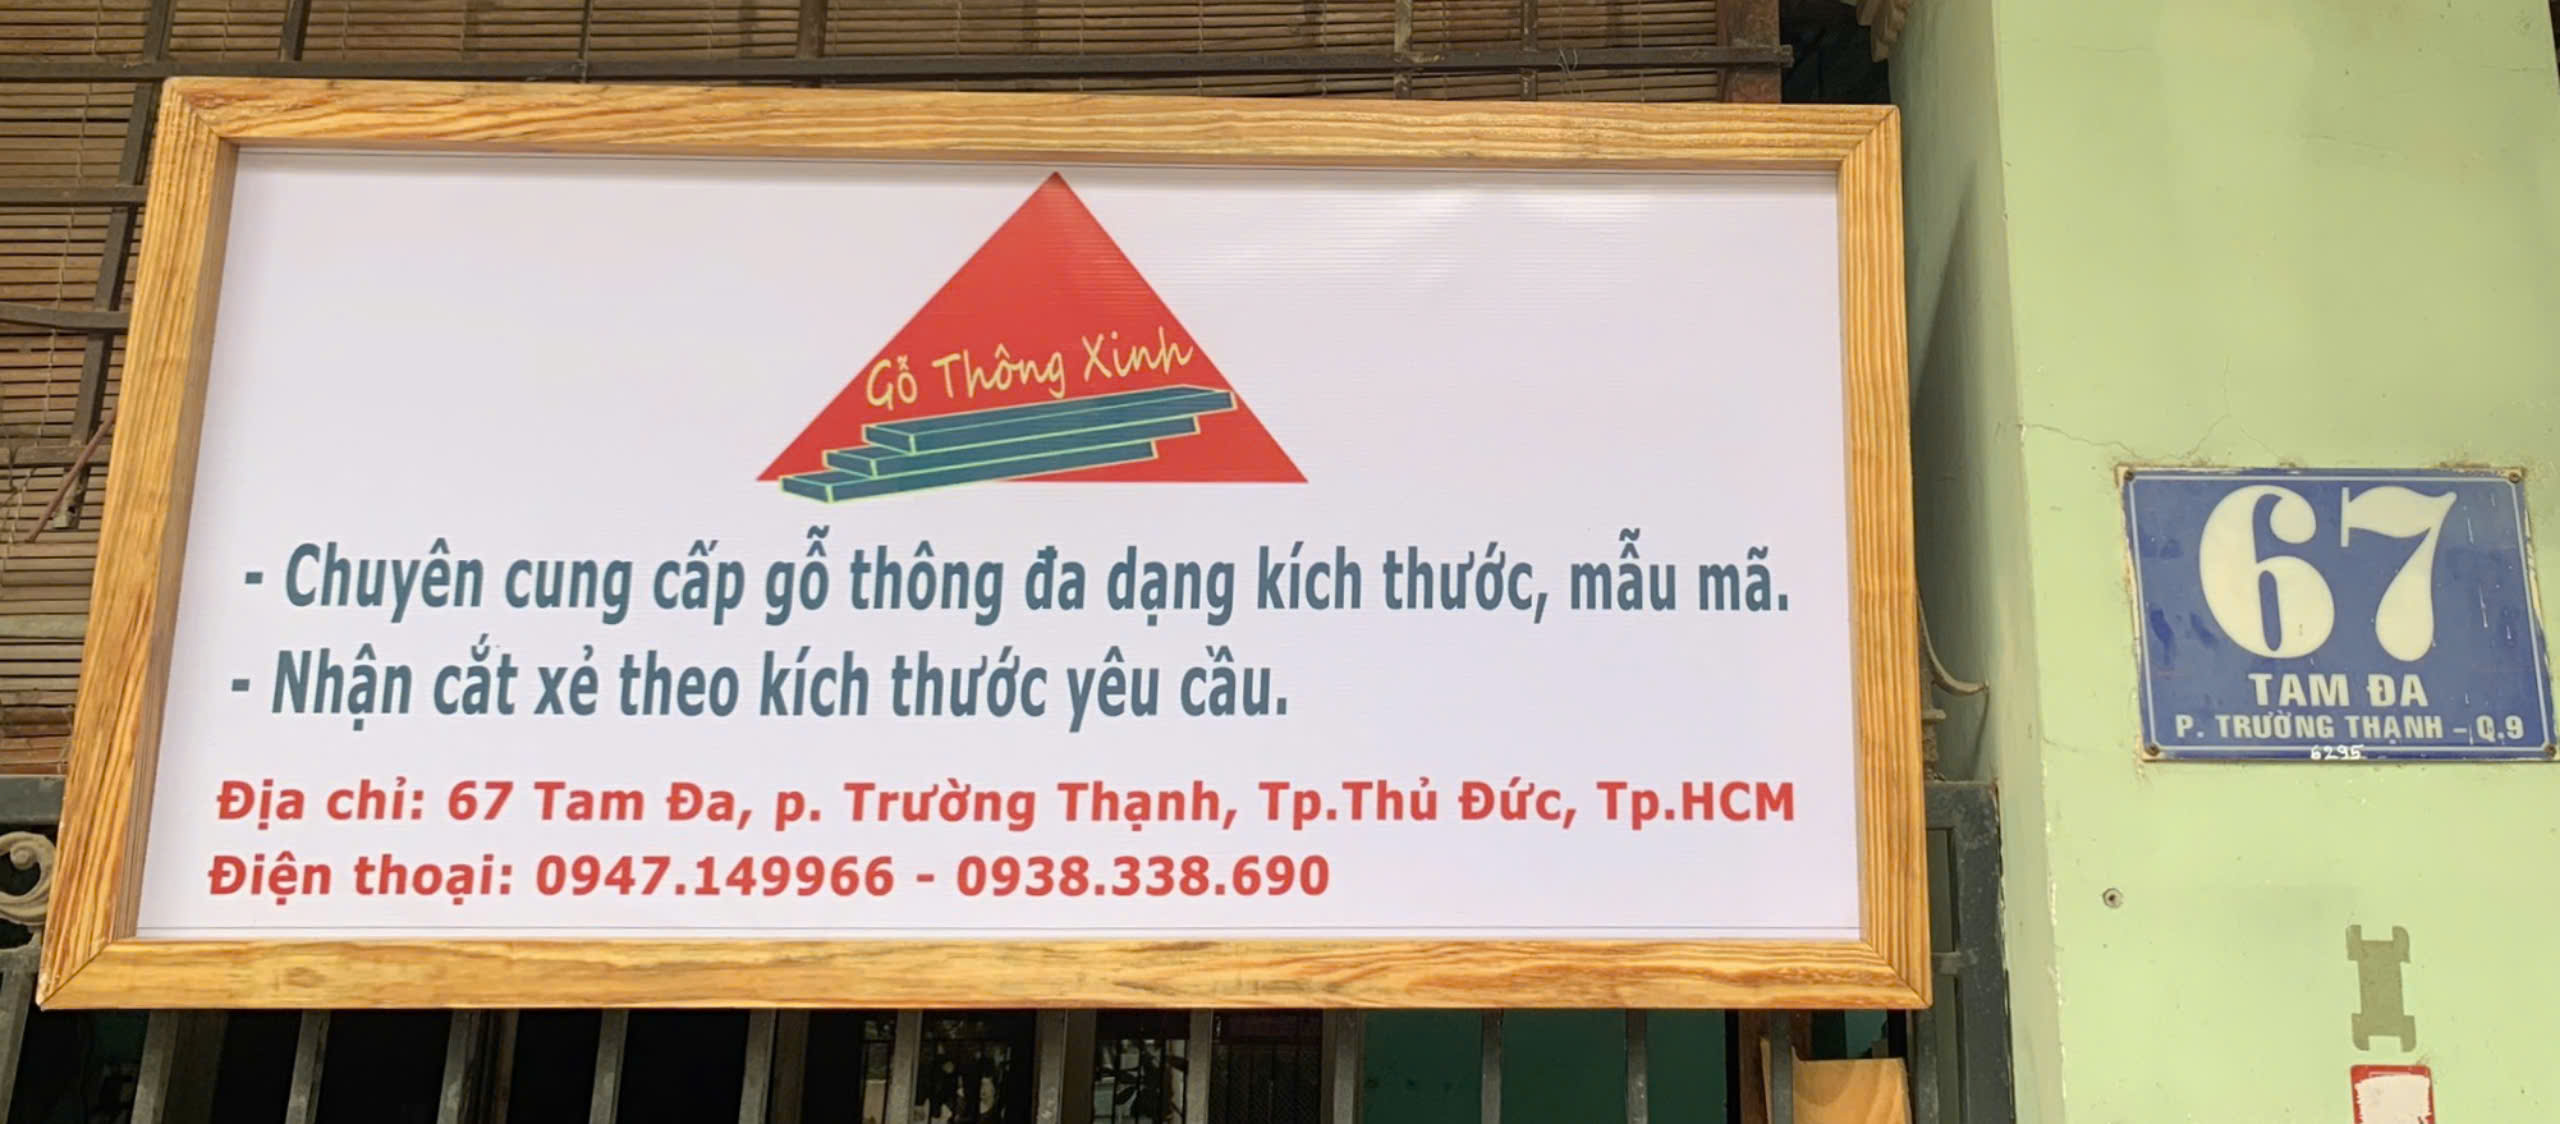 Gỗ Thông Xinh
- Chuyên cung cấp gỗ thông đa dạng kích thước, mẫu mã.
- Nhận cắt xẻ theo kích thước yêu cầu.
Địa chỉ: 67 Tam Đa, p. Trường Thạnh, Tp.Thủ Đức, Tp.HCM
Điện thoại: 0947.149966 - 0938.338.690
67
TAM ĐA
P. TRƯỜNG THẠNH - Q.9
6295